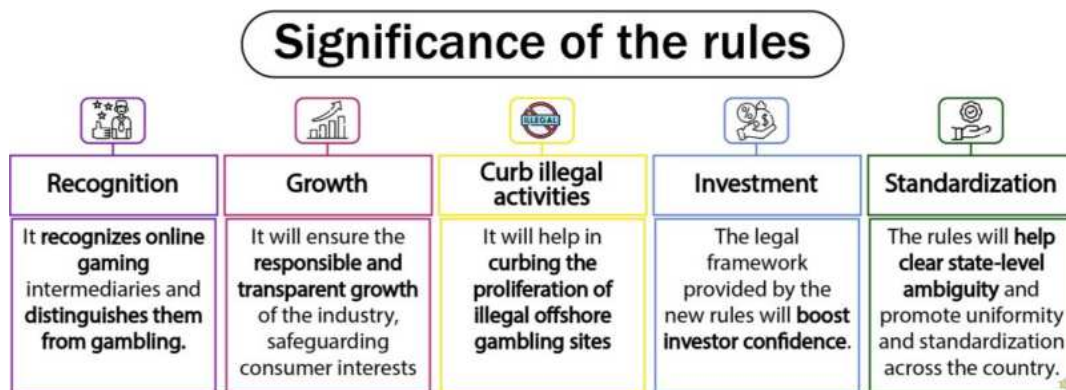 Significance of the rules
ILLEGAL
Recognition
It recognizes online
gaming
intermediaries and
distinguishes them
from gambling.
Growth
It will ensure the
responsible and
transparent growth
of the industry,
safeguarding
consumer interests
Curb illegal
activities
It will help in
curbing the
proliferation of
illegal offshore
gambling sites
Investment
The legal
framework
provided by the
new rules will boost
investor confidence.
Standardization
The rules will help
clear state-level
ambiguity and
promote uniformity
and standardization
across the country.